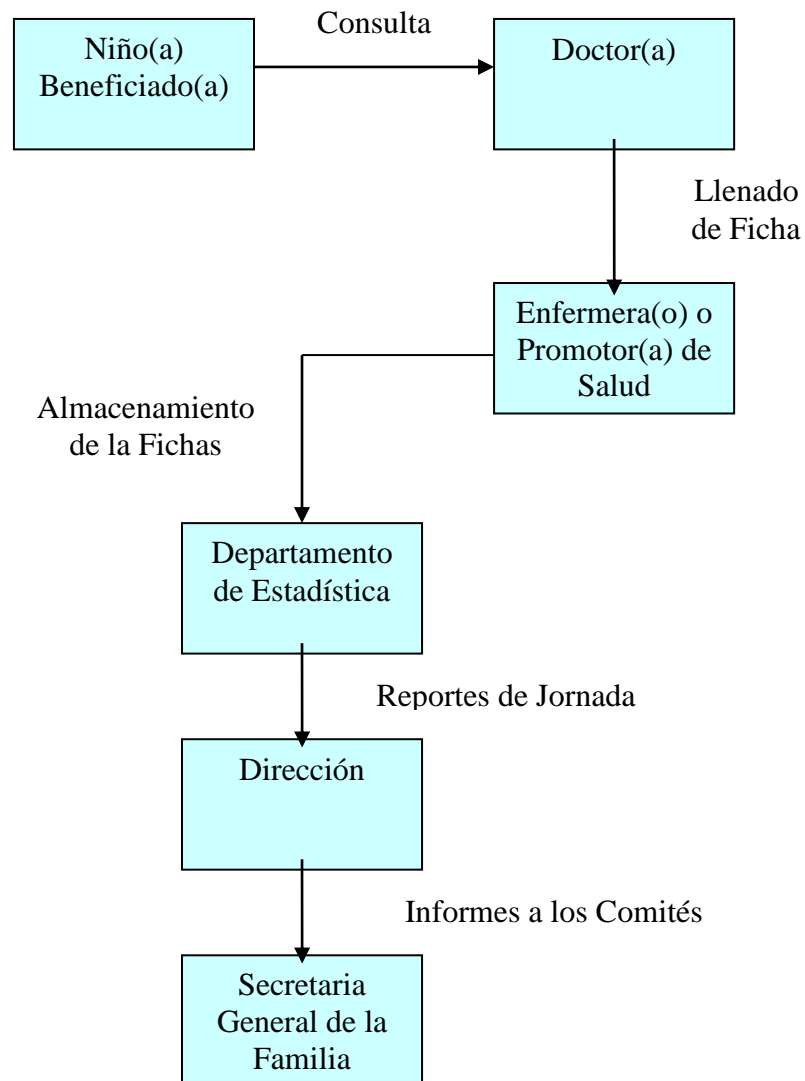 Niño(a)
Beneficiado(a)
Consulta
Doctor(a)
Llenado
de Ficha
Enfermera(o) o
Promotor(a) de
Salud
Almacenamiento
de la Fichas
Departamento
de Estadística
Reportes de Jornada
Dirección
Informes a los Comités
Secretaria
General de la
Familia